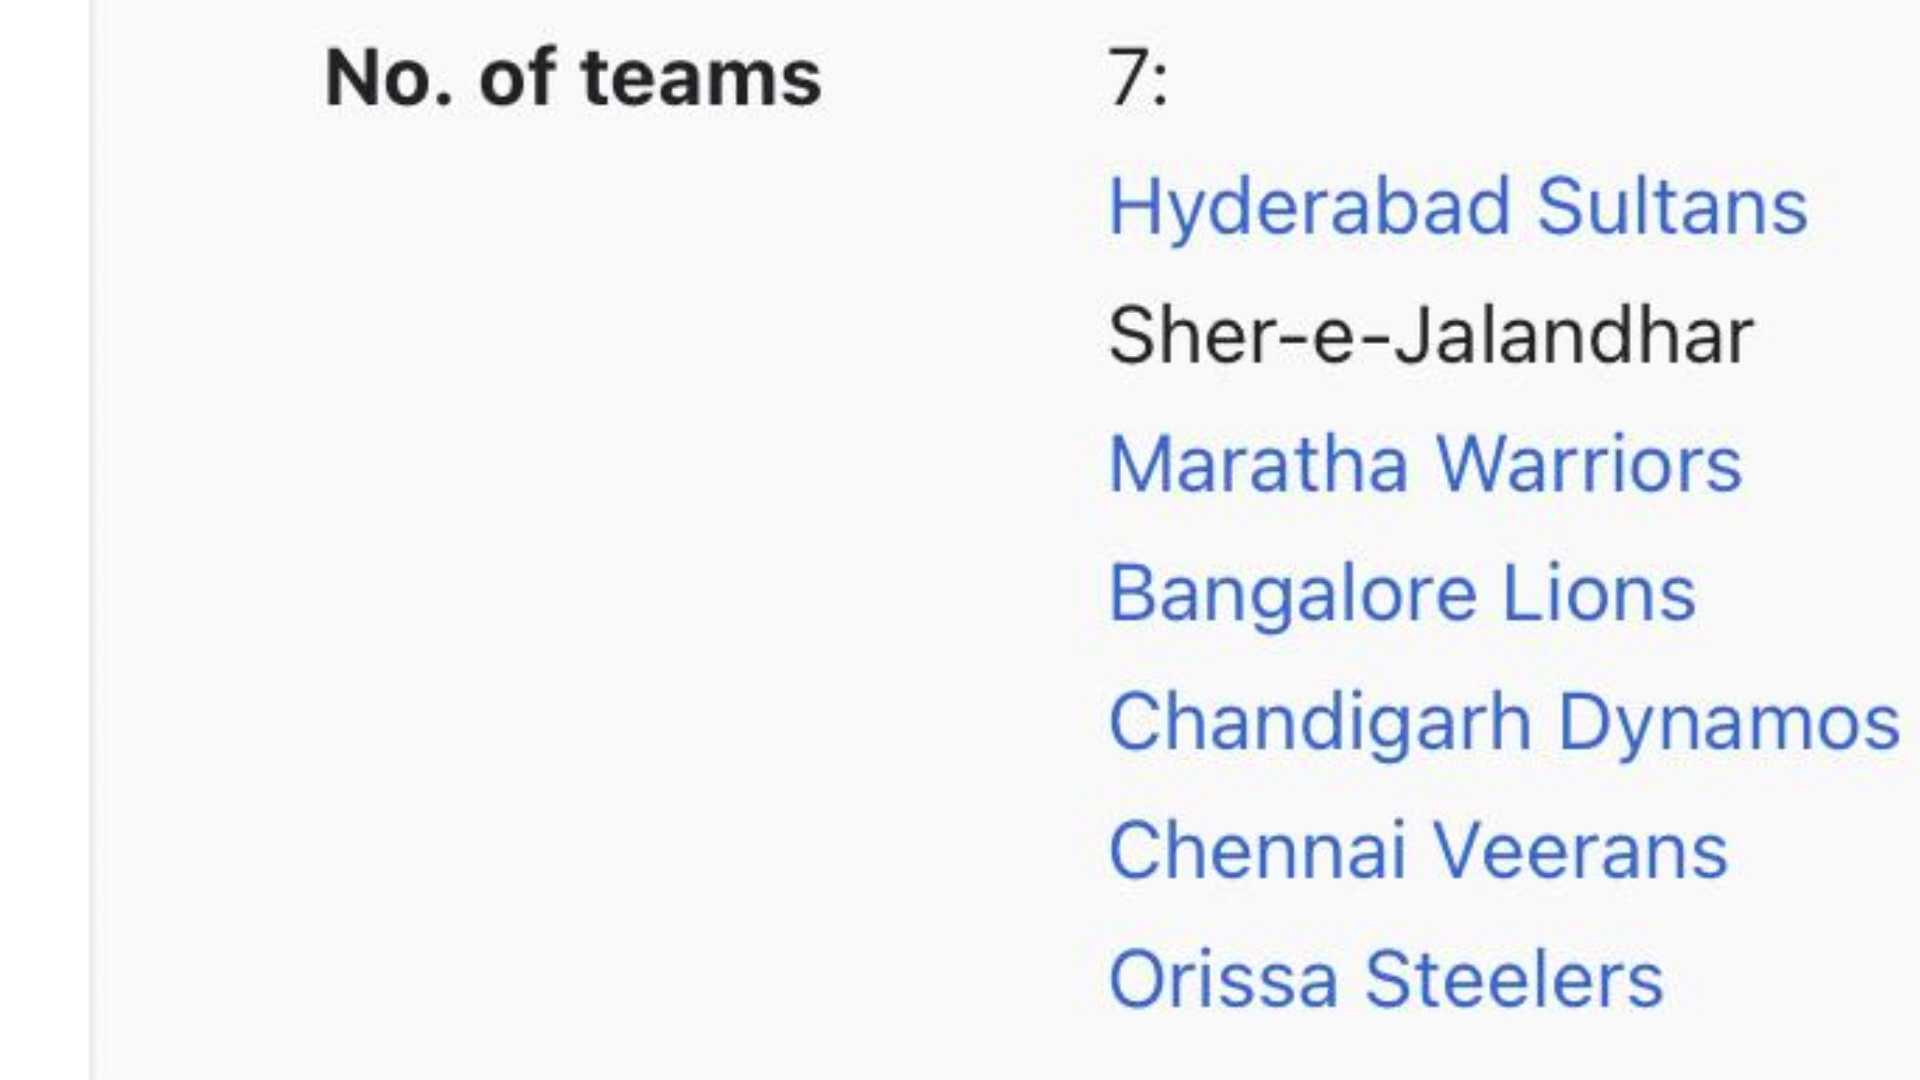 No. of teams 7:
Hyderabad Sultans
Sher-e-Jalandhar
Maratha Warriors
Bangalore Lions
Chandigarh Dynamos
Chennai Veerans
Orissa Steelers